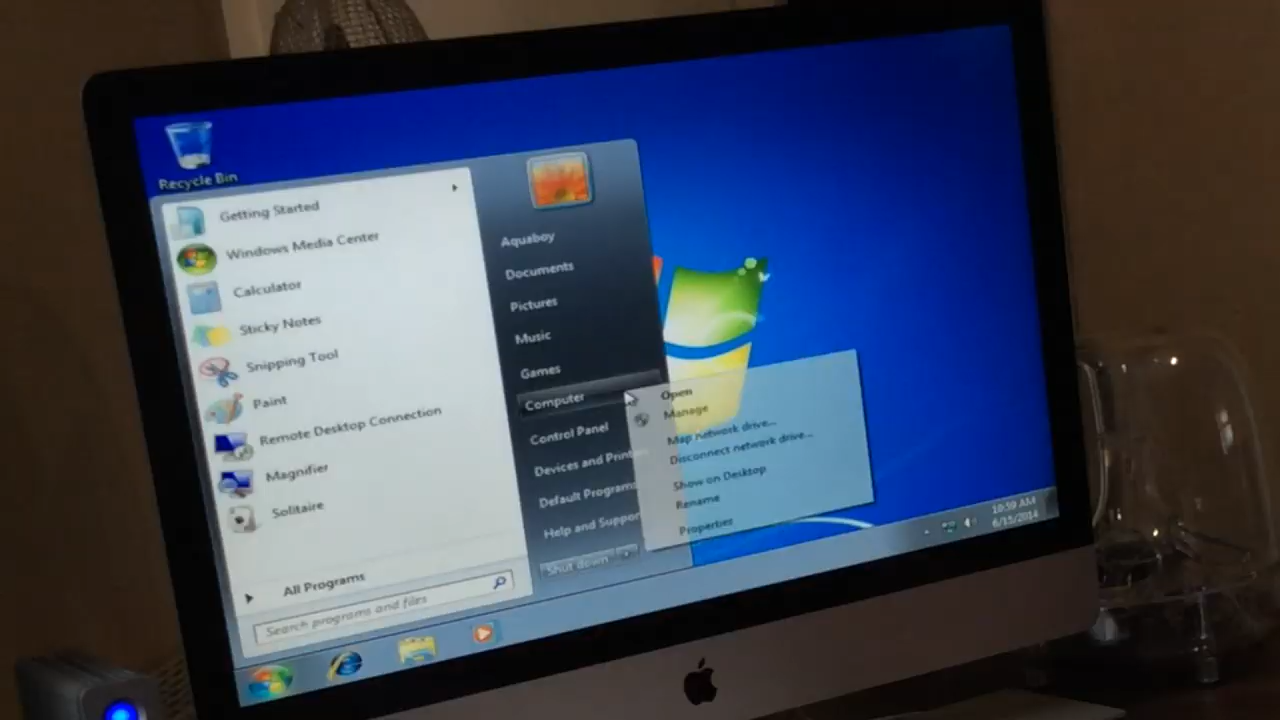 Recycle Bin
Getting Started
Windows Media Center
Calculator
Sticky Notes
Snipping Tool
Paint
Remote Desktop Connection
Magnifier
Solitaire
All Programs
Search programs and files
Aquaboy
Documents
Pictures
Music
Games
Computer
Control Panel
Devices and Print
Default Programs
Help and Suppor
Shut down
Open
Manage
Map network drive...
Disconnect network drive...
Show on Desktop
Rename
Properties
10:59 AM
6/15/2014